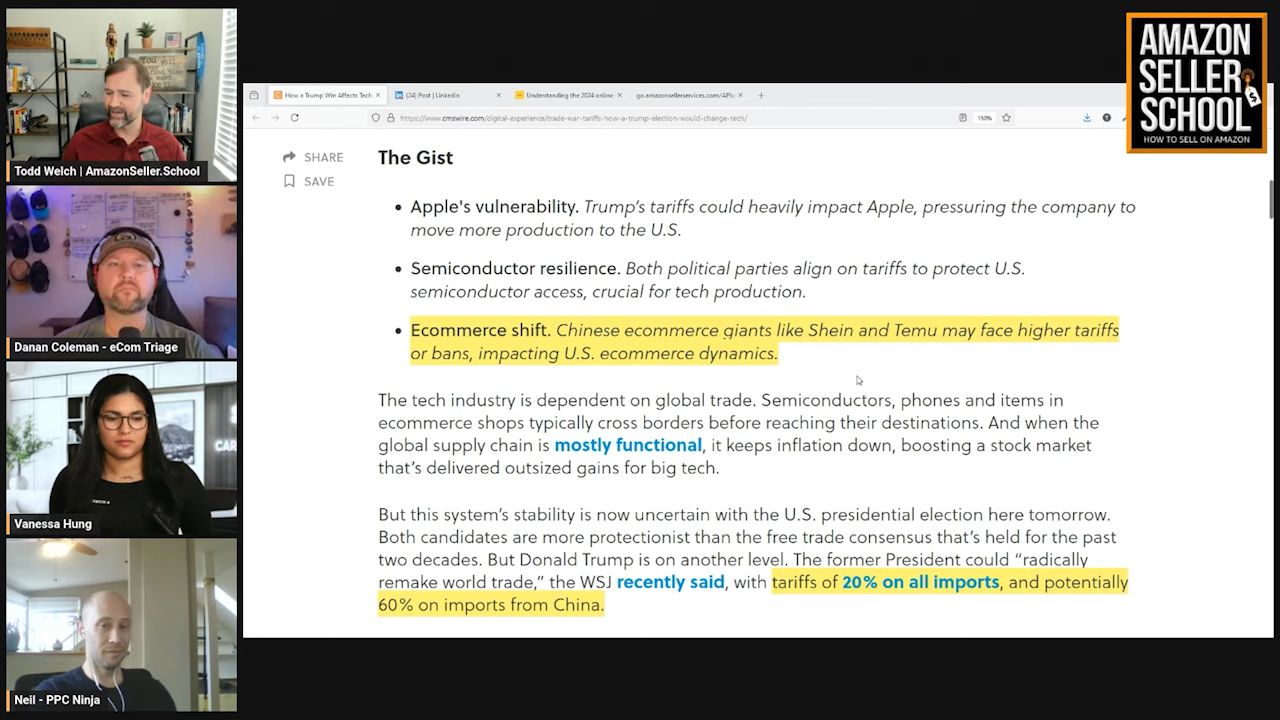 Todd Welch | AmazonSeller.School
Danan Coleman - eCom Triage
Vanessa Hung
Neil - PPC Ninja
How a Trump Win Affects Tech
(24) Post | LinkedIn
Understanding the 2024 online
go.amazonsellerservices.com/APIu
https://www.cmswire.com/digital-experience/trade-war-tariffs-how-a-trump-election-would-change-tech/
150%
SHARE
SAVE
The Gist
Apple's vulnerability. Trump's tariffs could heavily impact Apple, pressuring the company to
move more production to the U.S.
Semiconductor resilience. Both political parties align on tariffs to protect U.S.
semiconductor access, crucial for tech production.
Ecommerce shift. Chinese ecommerce giants like Shein and Temu may face higher tariffs
or bans, impacting U.S. ecommerce dynamics.
The tech industry is dependent on global trade. Semiconductors, phones and items in
ecommerce shops typically cross borders before reaching their destinations. And when the
global supply chain is mostly functional, it keeps inflation down, boosting a stock market
that's delivered outsized gains for big tech.
But this system's stability is now uncertain with the U.S. presidential election here tomorrow.
Both candidates are more protectionist than the free trade consensus that's held for the past
two decades. But Donald Trump is on another level. The former President could "radically
remake world trade," the WSJ recently said, with tariffs of 20% on all imports, and potentially
60% on imports from China.
AMAZON
SELLER
SCHOOL
HOW TO SELL ON AMAZON